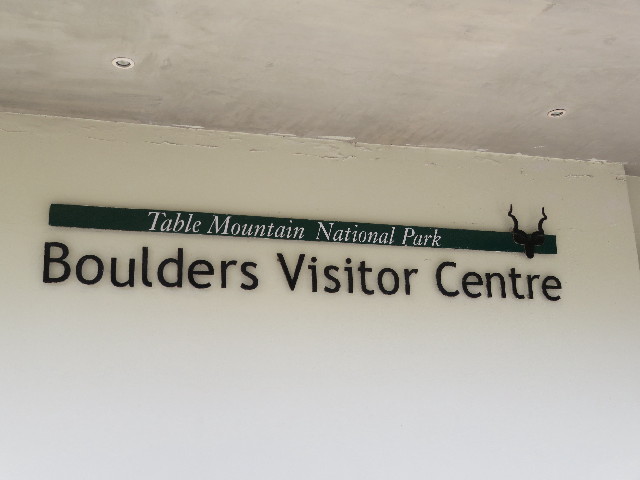 Table Mountain National Park
Boulders Visitor Centre